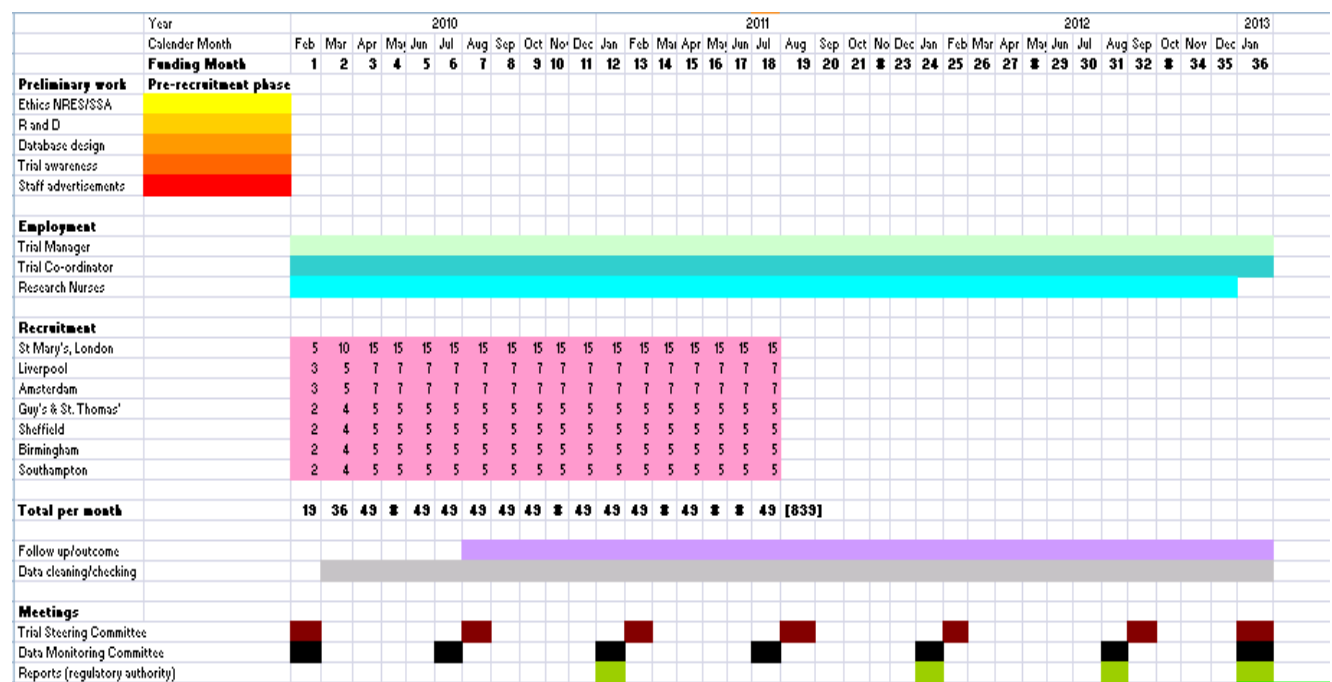 Year 2010 2011 2012 2013
Calender Month Feb Mar Apr May Jun Jul Aug Sep Oct Nov Dec Jan Feb Mar Apr May Jun Jul Aug Sep Oct No Dec Jan Feb Mar Apr May Jun Jul Aug Sep Oct Nov Dec Jan
Funding Month 1 2 3 4 5 6 7 8 9 10 11 12 13 14 15 16 17 18 19 20 21 23 24 25 26 27 29 30 31 32 34 35 36
Preliminary work Pre-recruitment phase
Ethics NRES/SSA
R and D
Database design
Trial awareness
Staff advertisements
Employment
Trial Manager
Trial Co-ordinator
Research Nurses
Recruitment
St Mary's, London 5 10 15 15 15 15 15 15 15 15 15 15 15 15 15 15 15 15
Liverpool 3 5 7 7 7 7 7 7 7 7 7 7 7 7 7 7 7 7
Amsterdam 3 5 7 7 7 7 7 7 7 7 7 7 7 7 7 7 7 7
Guy's & St. Thomas' 2 4 5 5 5 5 5 5 5 5 5 5 5 5 5 5 5 5
Sheffield 2 4 5 5 5 5 5 5 5 5 5 5 5 5 5 5 5 5
Birmingham 2 4 5 5 5 5 5 5 5 5 5 5 5 5 5 5 5 5
Southampton 2 4 5 5 5 5 5 5 5 5 5 5 5 5 5 5 5 5
Total per month 19 36 49 49 49 49 49 49 49 49 49 49 49 [839]
Follow up/outcome
Data cleaning/checking
Meetings
Trial Steering Committee
Data Monitoring Committee
Reports (regulatory authority)